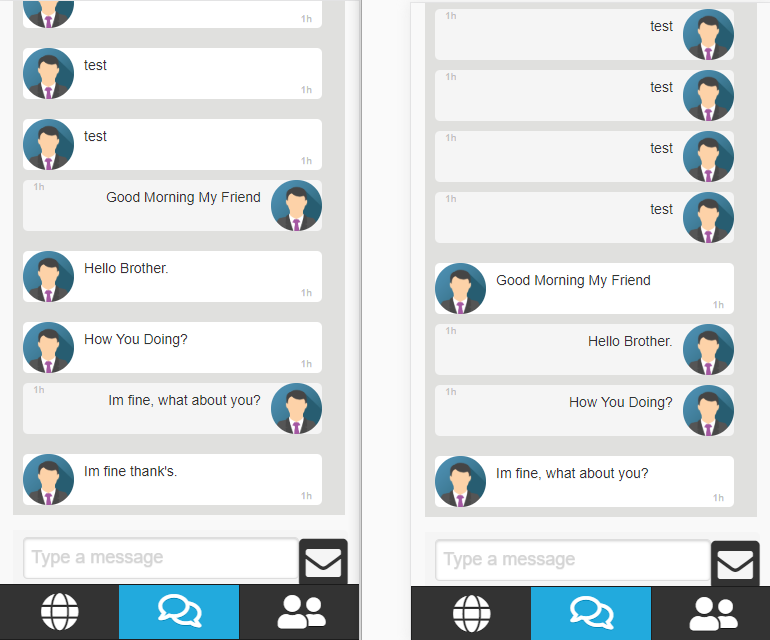 1h
test
1h
test
1h
1h
Good Morning My Friend
Hello Brother.
1h
How You Doing?
1h
1h
Im fine, what about you?
Im fine thank's.
1h
Type a message
1h
test
1h
test
1h
test
1h
test
Good Morning My Friend
1h
1h
Hello Brother.
1h
How You Doing?
Im fine, what about you?
1h
Type a message